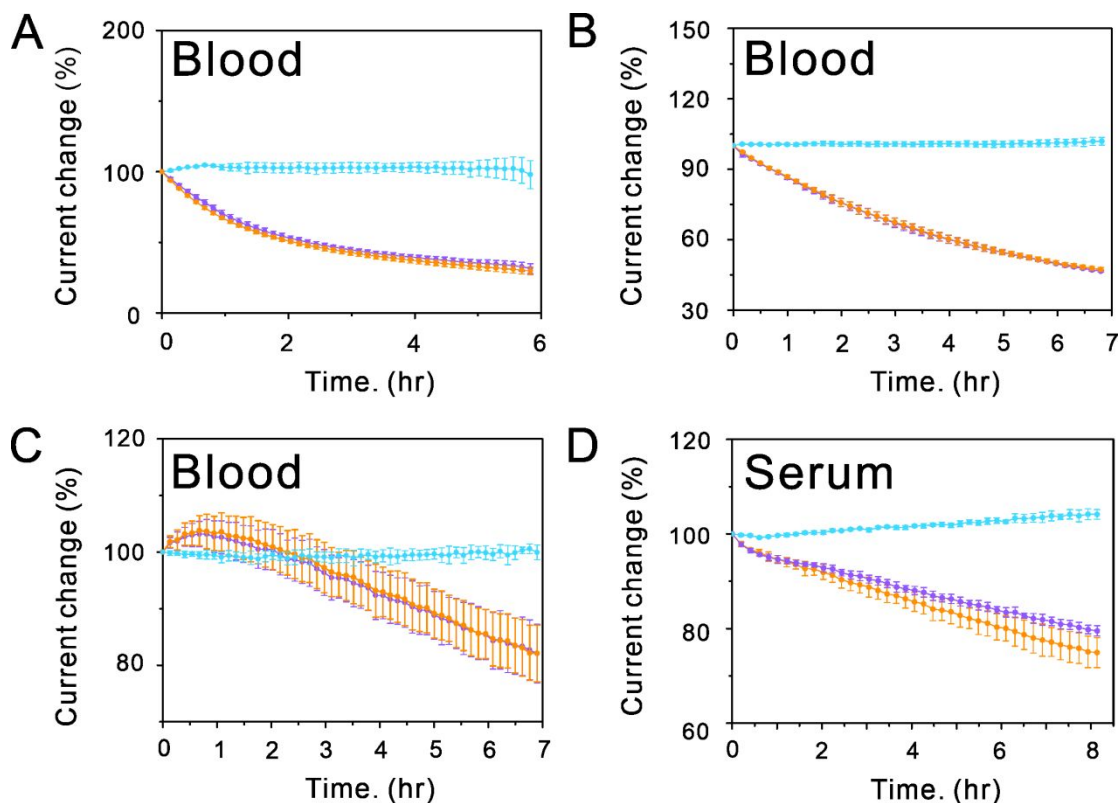 A
Blood
Current change (%)
200
100
0
0 2 4 6
Time. (hr)
B
Blood
Current change (%)
150
120
90
60
30
0 1 2 3 4 5 6 7
Time. (hr)
C
Blood
Current change (%)
120
100
80
0 1 2 3 4 5 6 7
Time. (hr)
D
Serum
Current change (%)
120
100
80
60
0 2 4 6 8
Time. (hr)